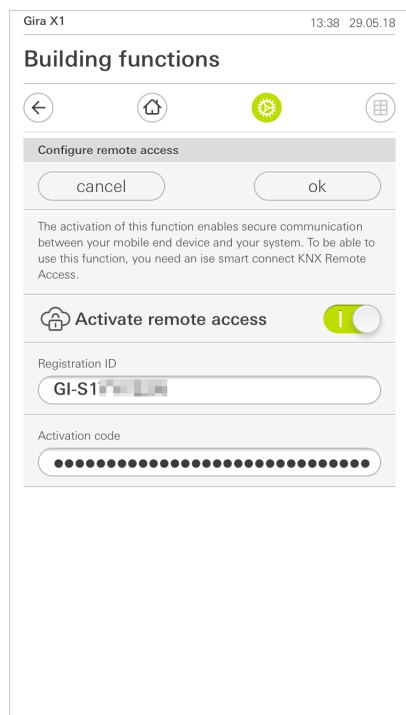 Gira X1
13:38 29.05.18
Building functions
Configure remote access
cancel
ok
The activation of this function enables secure communication
between your mobile end device and your system. To be able to
use this function, you need an ise smart connect KNX Remote
Access.
Activate remote access
Registration ID
GI-S1
Activation code
●●●●●●●●●●●●●●●●●●●●●●●●●●●●●●